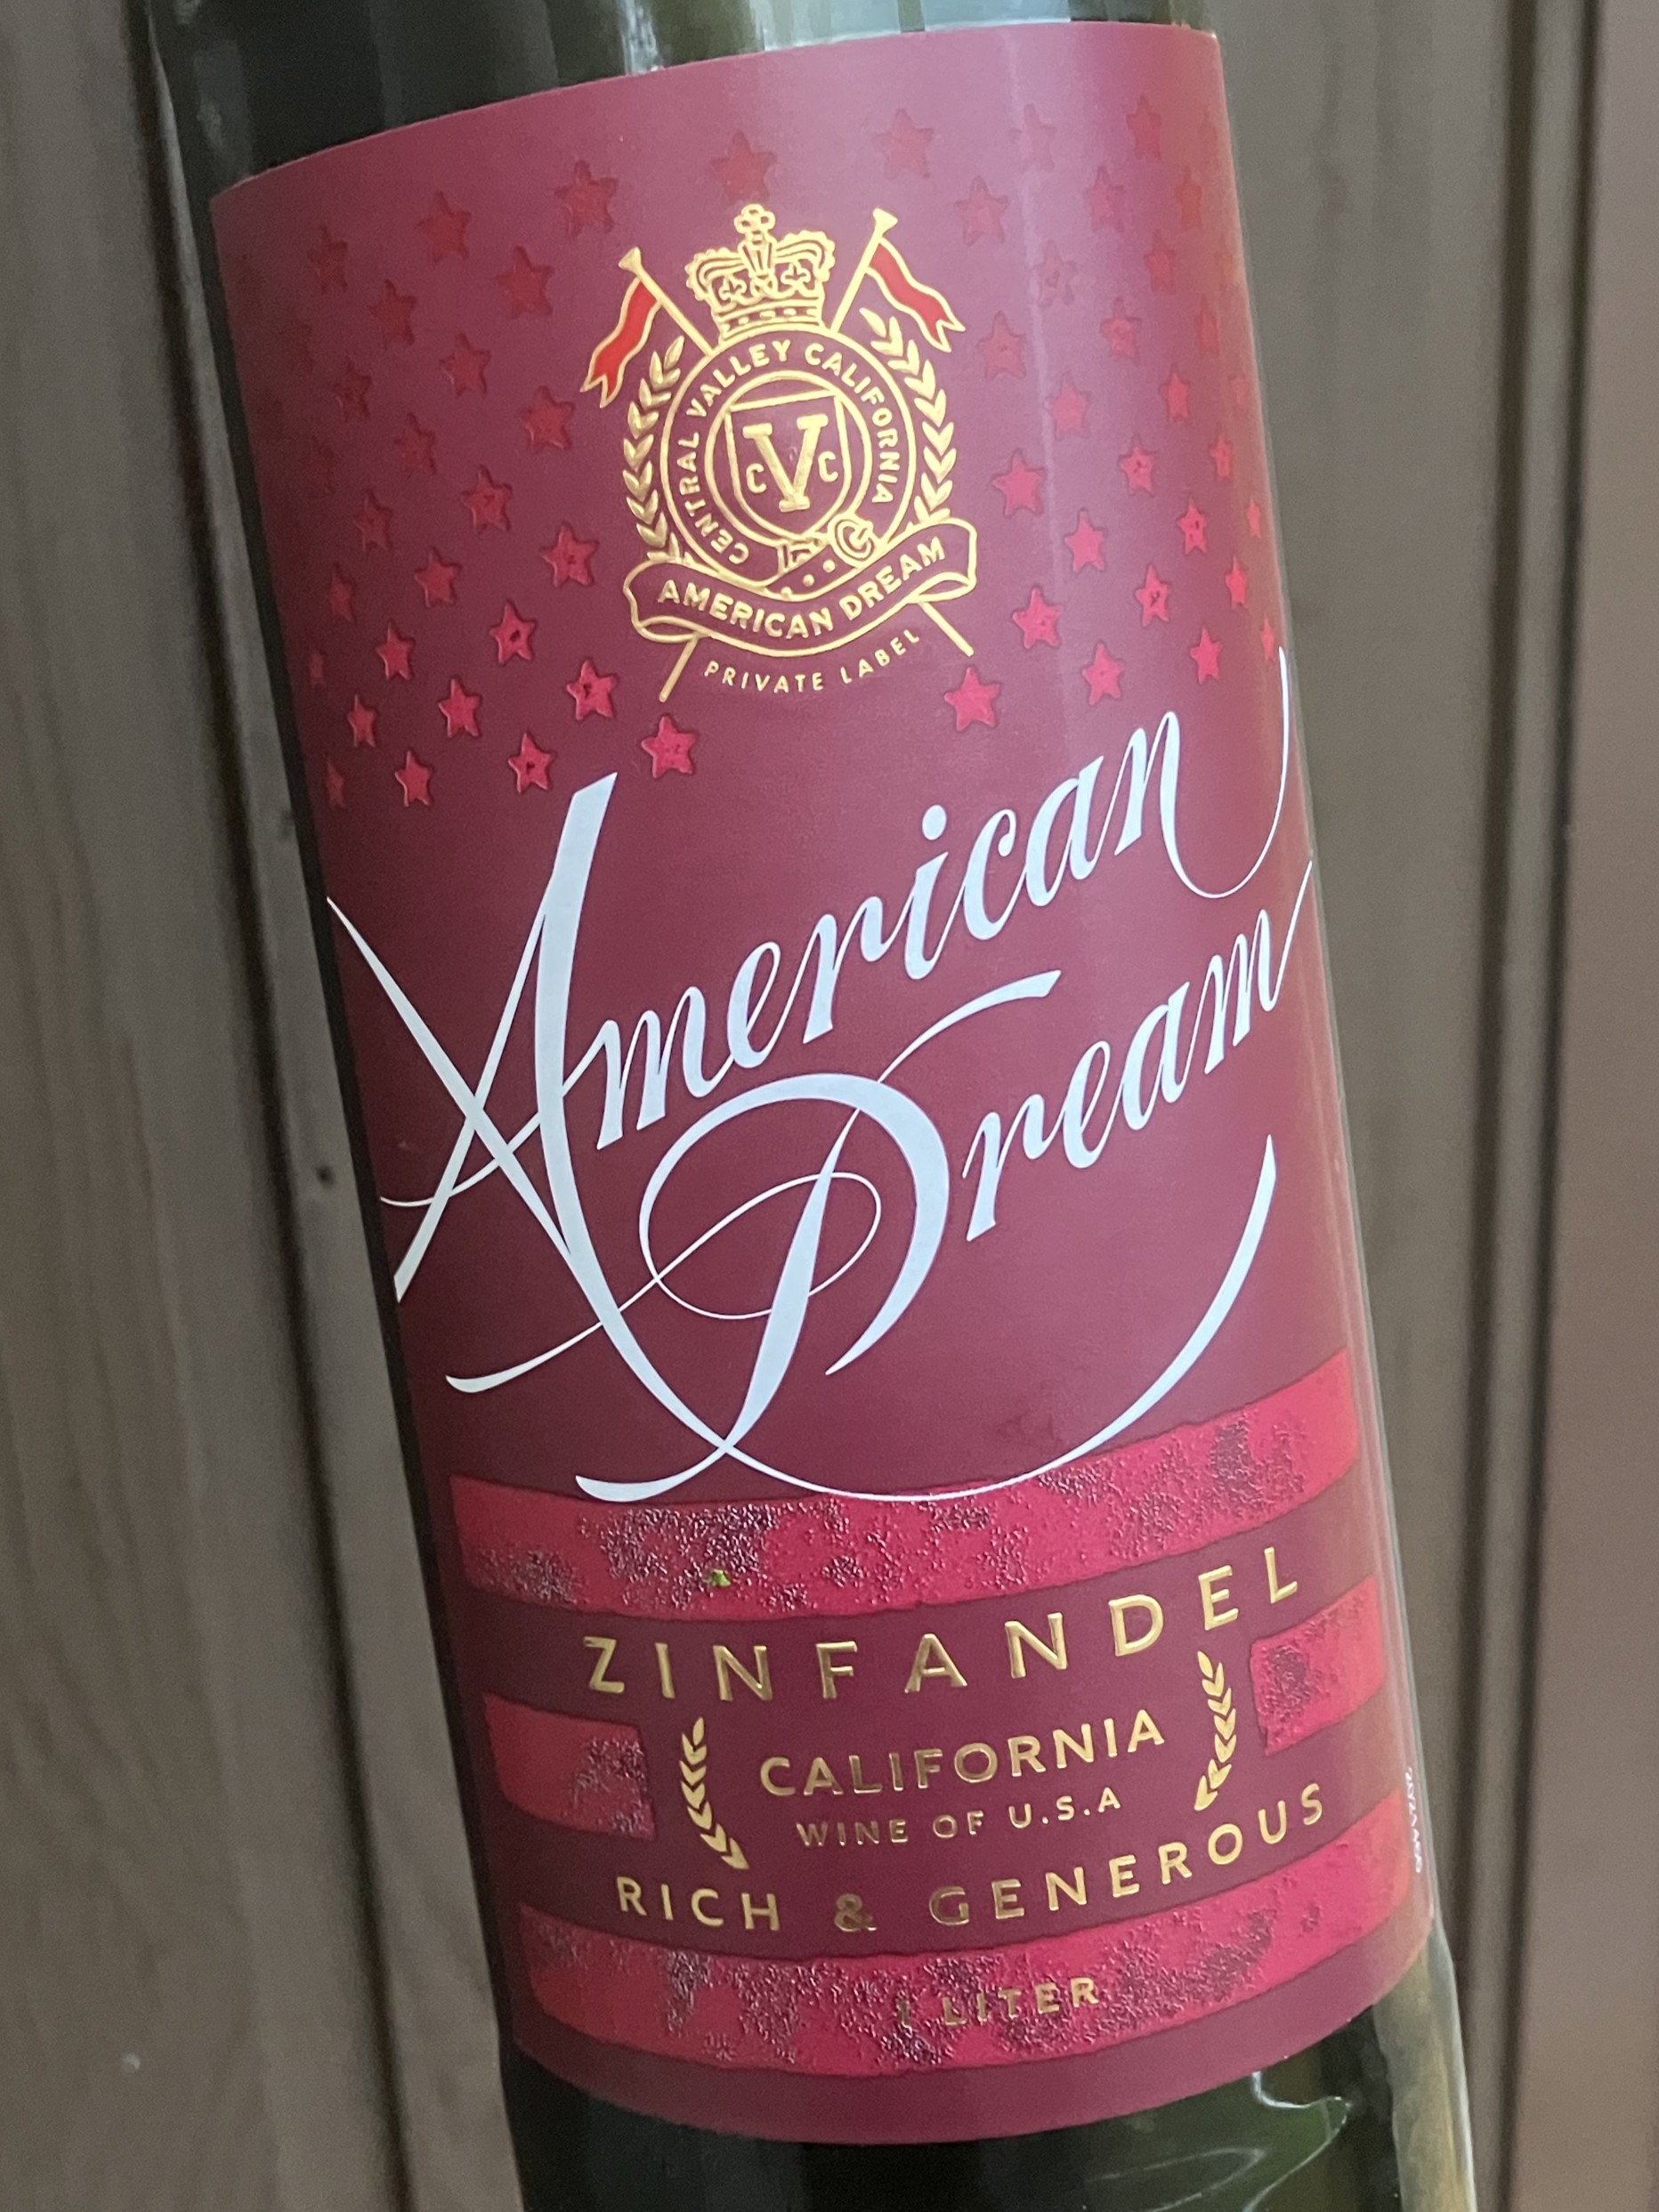 CENTRAL VALLEY CALIFORNIA
C V C
AMERICAN DREAM
PRIVATE LABEL
American
Dream
ZINFANDEL
CALIFORNIA
WINE OF U.S.A
RICH & GENEROUS
1 LITER